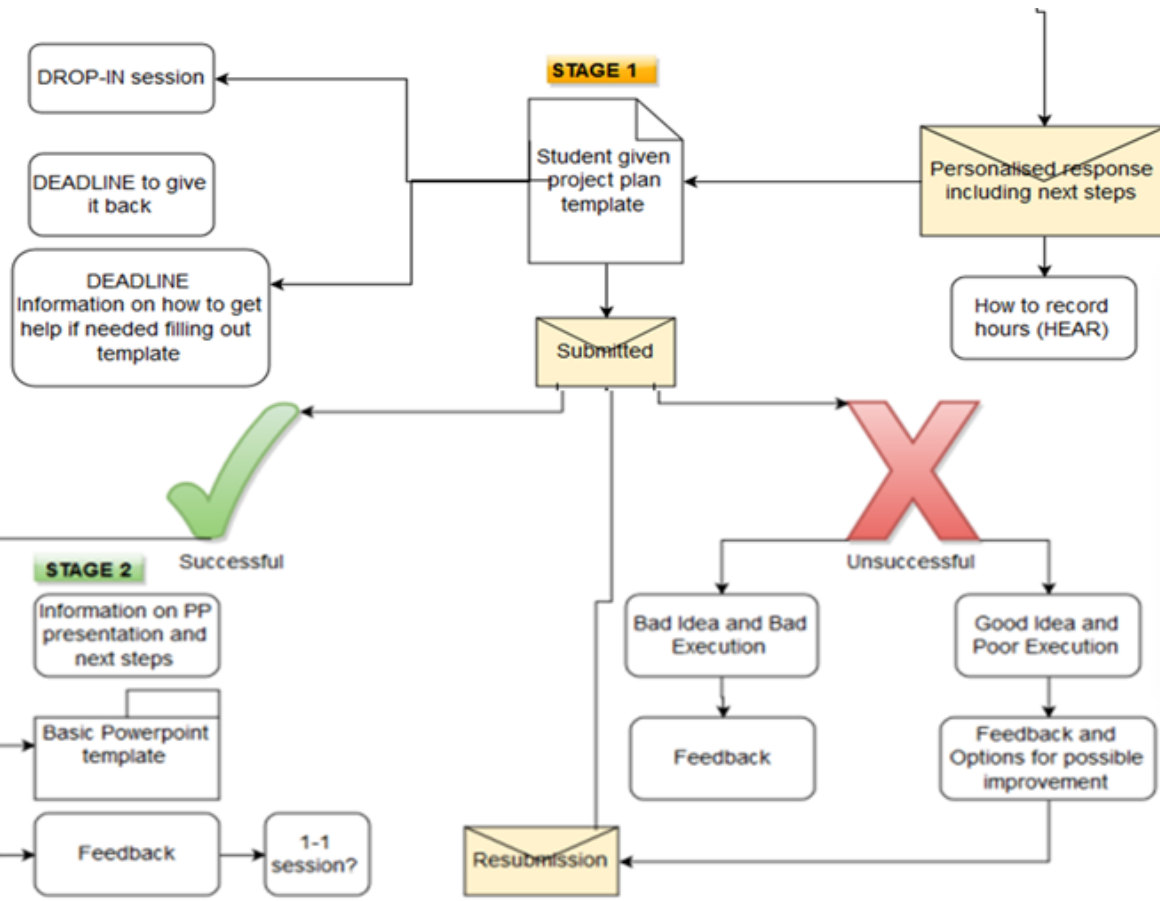 STAGE 1
DROP-IN session
DEADLINE to give
it back
DEADLINE
Information on how to get
help if needed filling out
template
Student given
project plan
template
Personalised response
including next steps
How to record
hours (HEAR)
Submitted
Successful
Unsuccessful
STAGE 2
Information on PP
presentation and
next steps
Basic Powerpoint
template
Feedback
1-1
session?
Bad Idea and Bad
Execution
Feedback
Good Idea and
Poor Execution
Feedback and
Options for possible
improvement
Resubmission